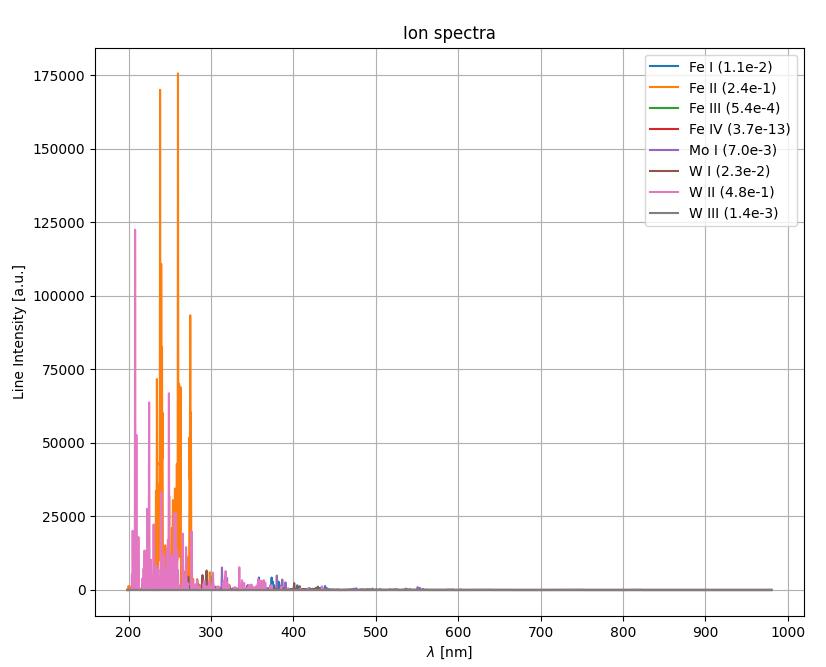 Ion spectra
Fe I (1.1e-2)
Fe II (2.4e-1)
Fe III (5.4e-4)
Fe IV (3.7e-13)
Mo I (7.0e-3)
W I (2.3e-2)
W II (4.8e-1)
W III (1.4e-3)
Line Intensity [a.u.]
175000
150000
125000
100000
75000
50000
25000
0
200 300 400 500 600 700 800 900 1000
λ [nm]